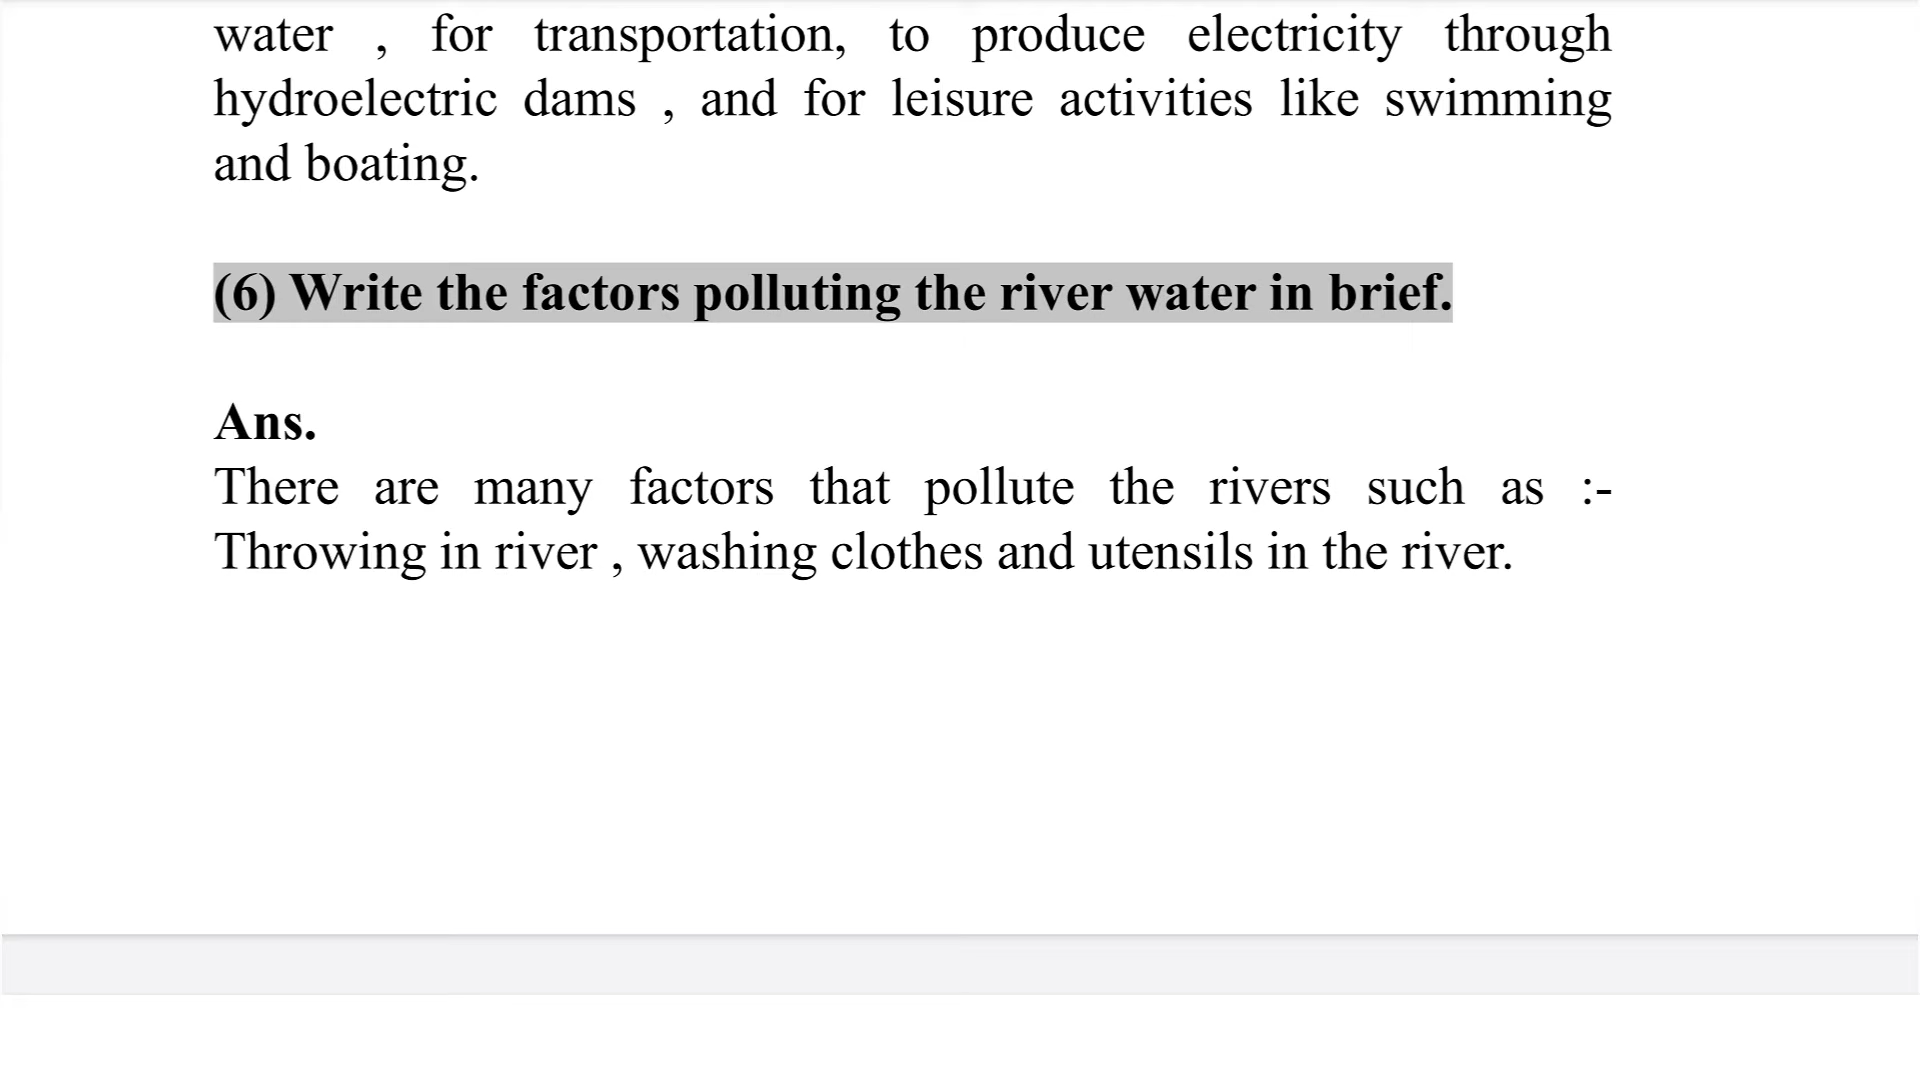 water , for transportation, to produce electricity through
hydroelectric dams , and for leisure activities like swimming
and boating.
(6) Write the factors polluting the river water in brief.
Ans.
There are many factors that pollute the rivers such as :-
Throwing in river , washing clothes and utensils in the river.